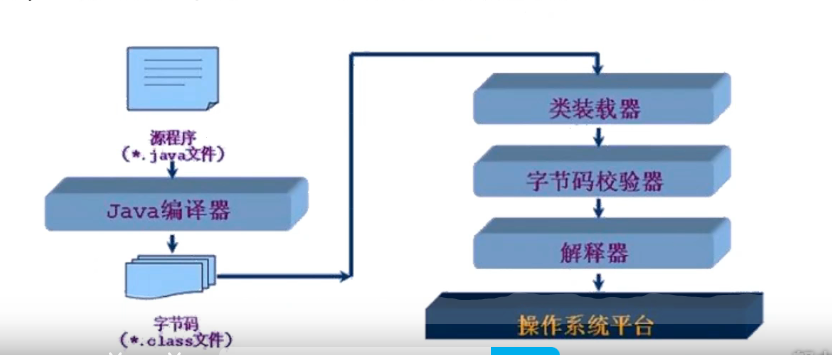 源程序
(*.java文件)
Java编译器
字节码
(*.class文件)
类装载器
字节码校验器
解释器
操作系统平台